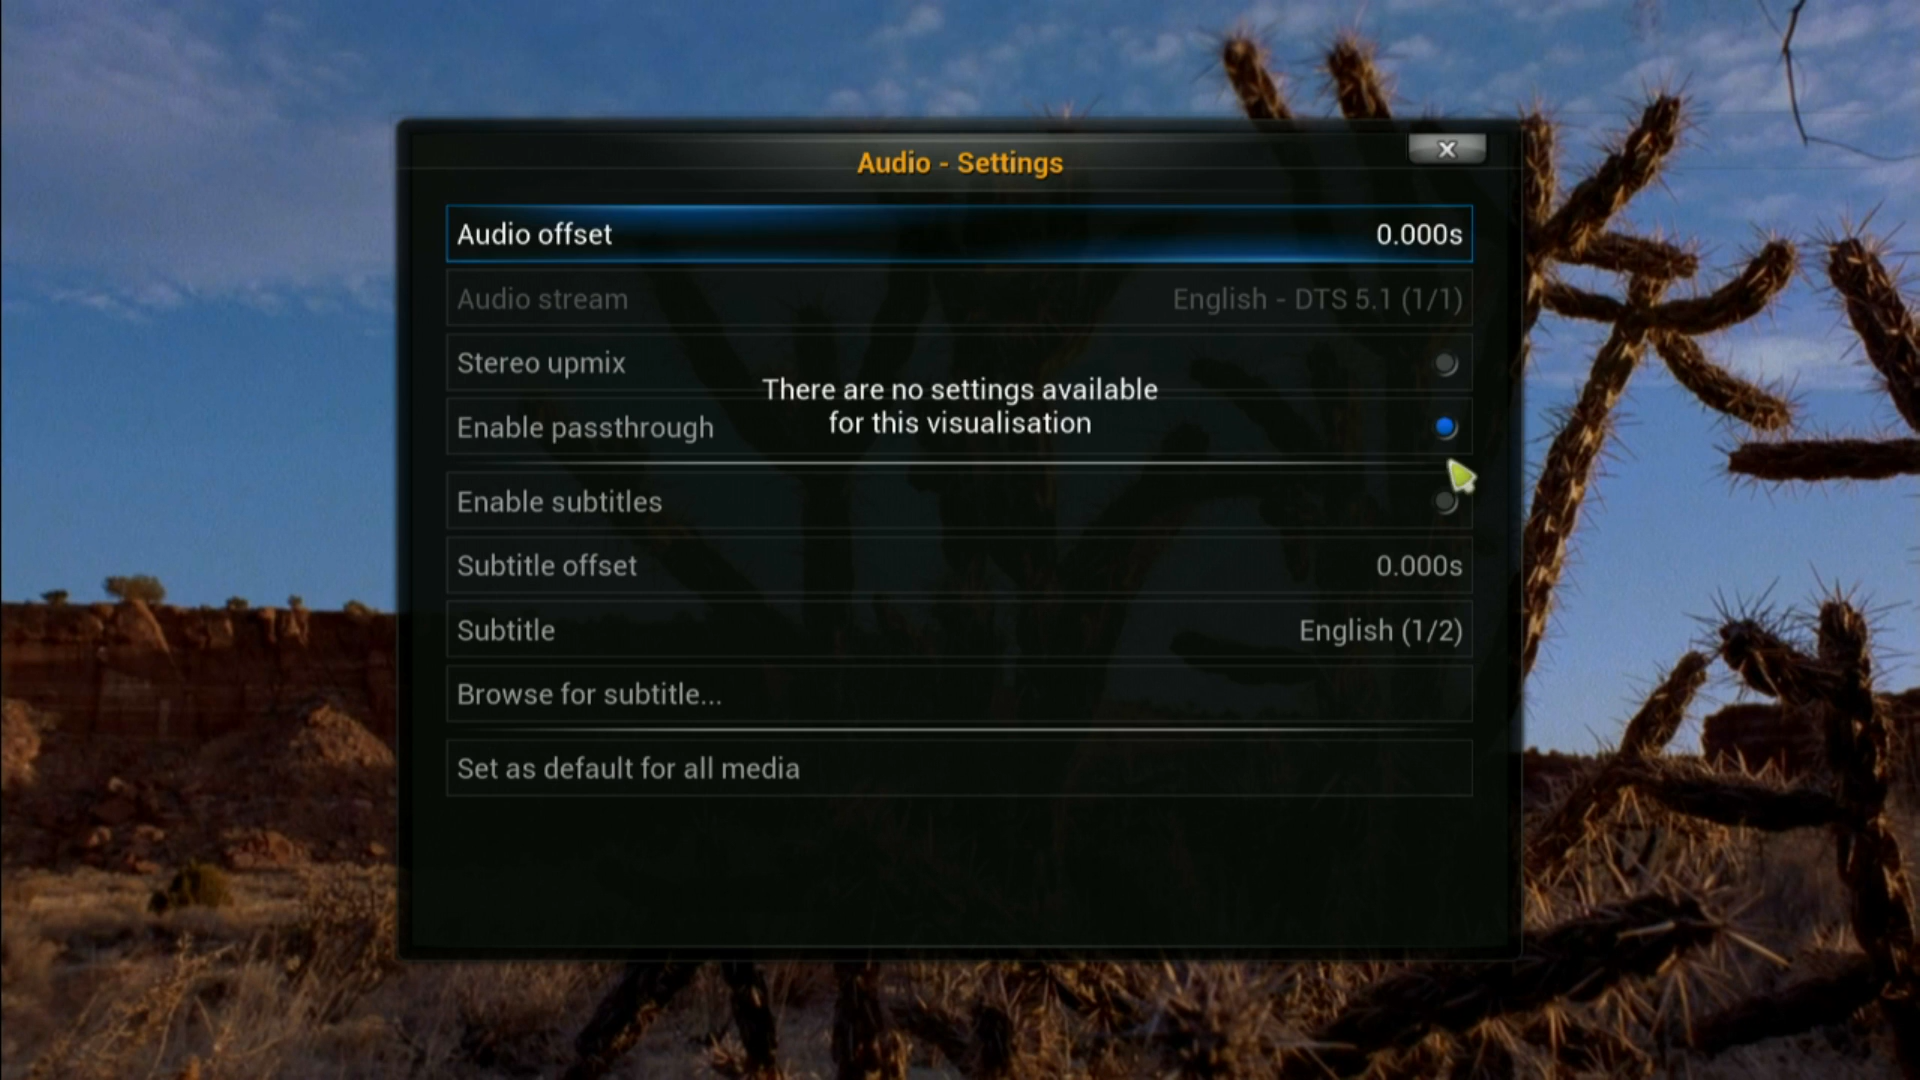 Audio - Settings
x
Audio offset 0.000s
Audio stream English - DTS 5.1 (1/1)
Stereo upmix
There are no settings available
for this visualisation
Enable passthrough
Enable subtitles
Subtitle offset 0.000s
Subtitle English (1/2)
Browse for subtitle...
Set as default for all media